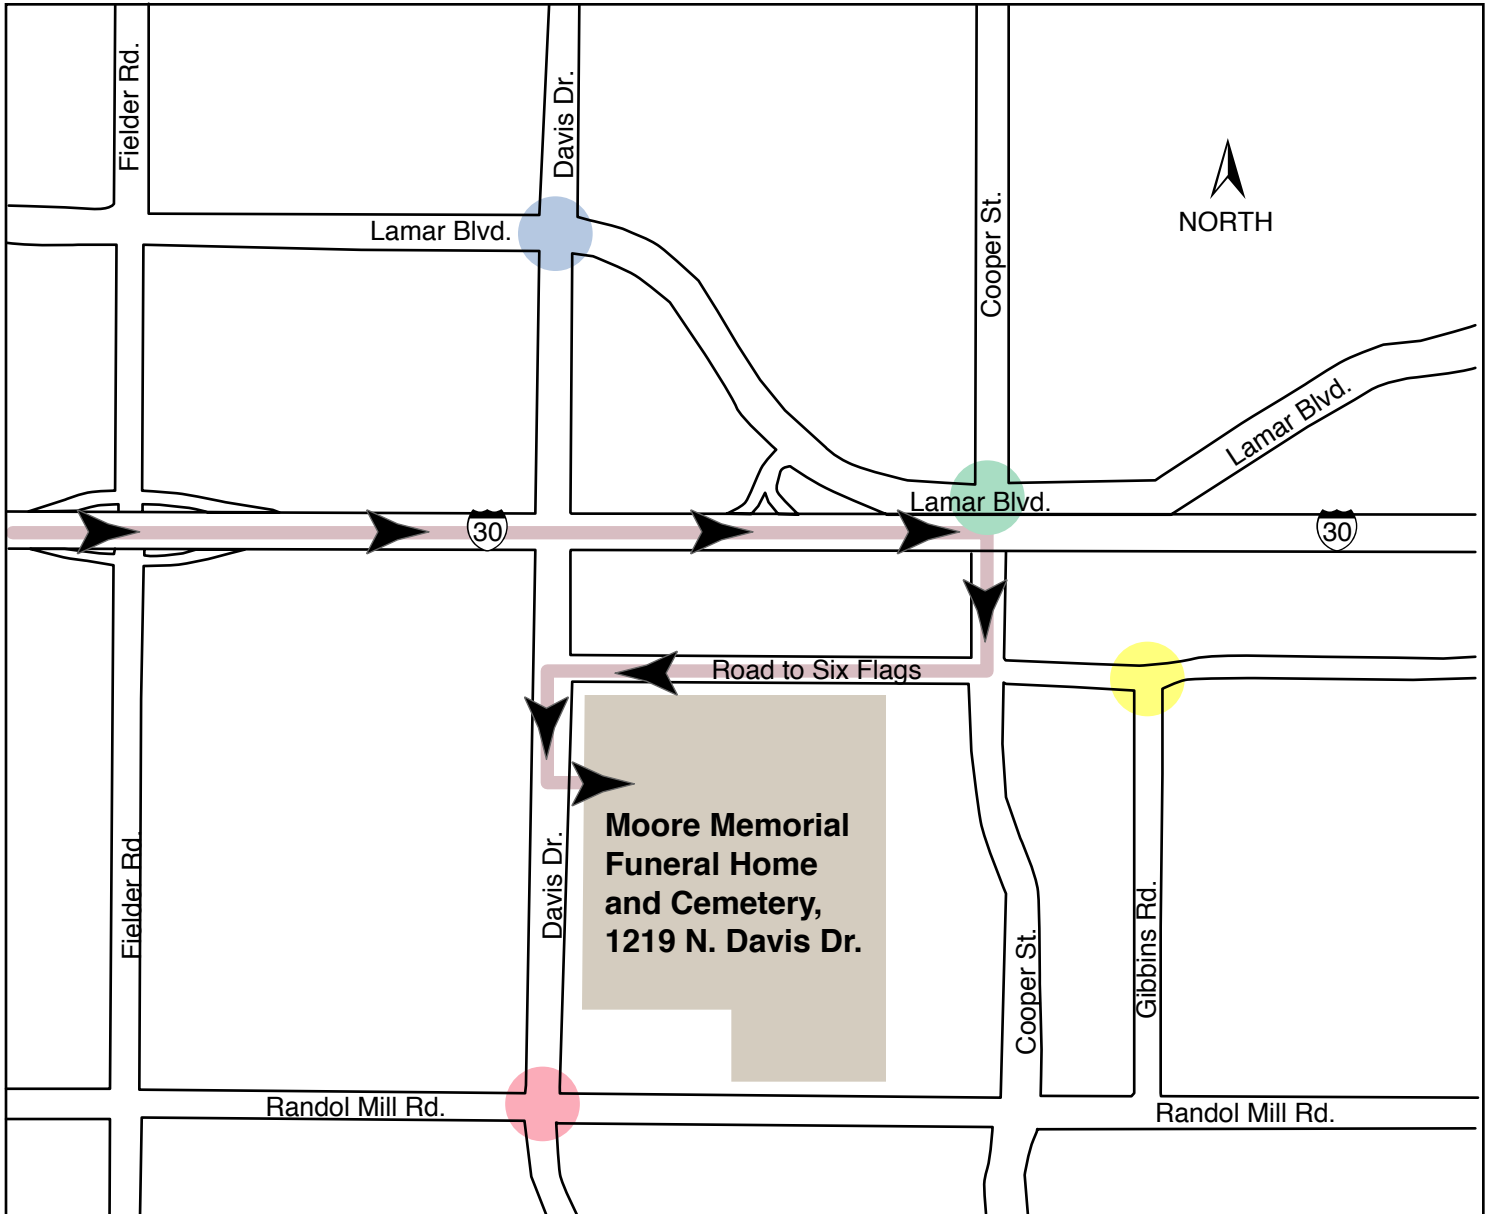 Fielder Rd.
Davis Dr.
Cooper St.
NORTH
Lamar Blvd.
Lamar Blvd.
Lamar Blvd.
30
30
Road to Six Flags
Moore Memorial
Funeral Home
and Cemetery,
1219 N. Davis Dr.
Fielder Rd.
Davis Dr.
Cooper St.
Gibbins Rd.
Randol Mill Rd.
Randol Mill Rd.